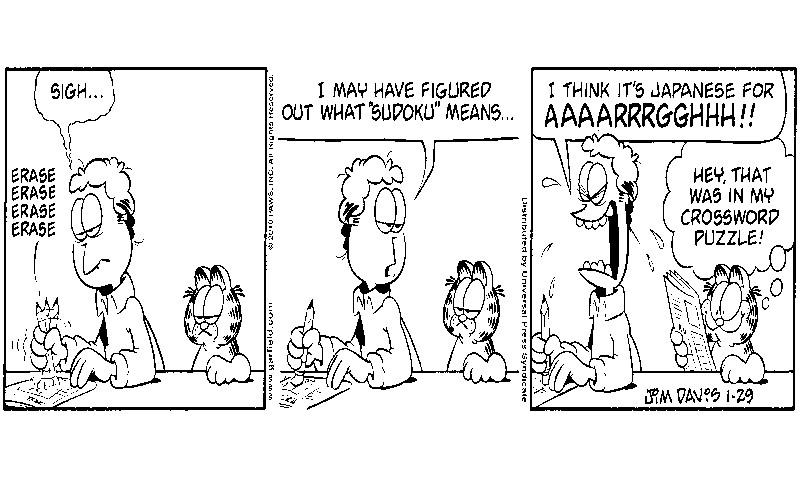 SIGH...
ERASE
ERASE
ERASE
ERASE
© 2010 PAWS, INC. All Rights Reserved.
www.garfield.com
I MAY HAVE FIGURED
OUT WHAT "SUDOKU" MEANS...
Distributed by Universal Press Syndicate
I THINK IT'S JAPANESE FOR
AAAARRRGGHHH!!
HEY, THAT
WAS IN MY
CROSSWORD
PUZZLE!
JIM DAVIS 1-29